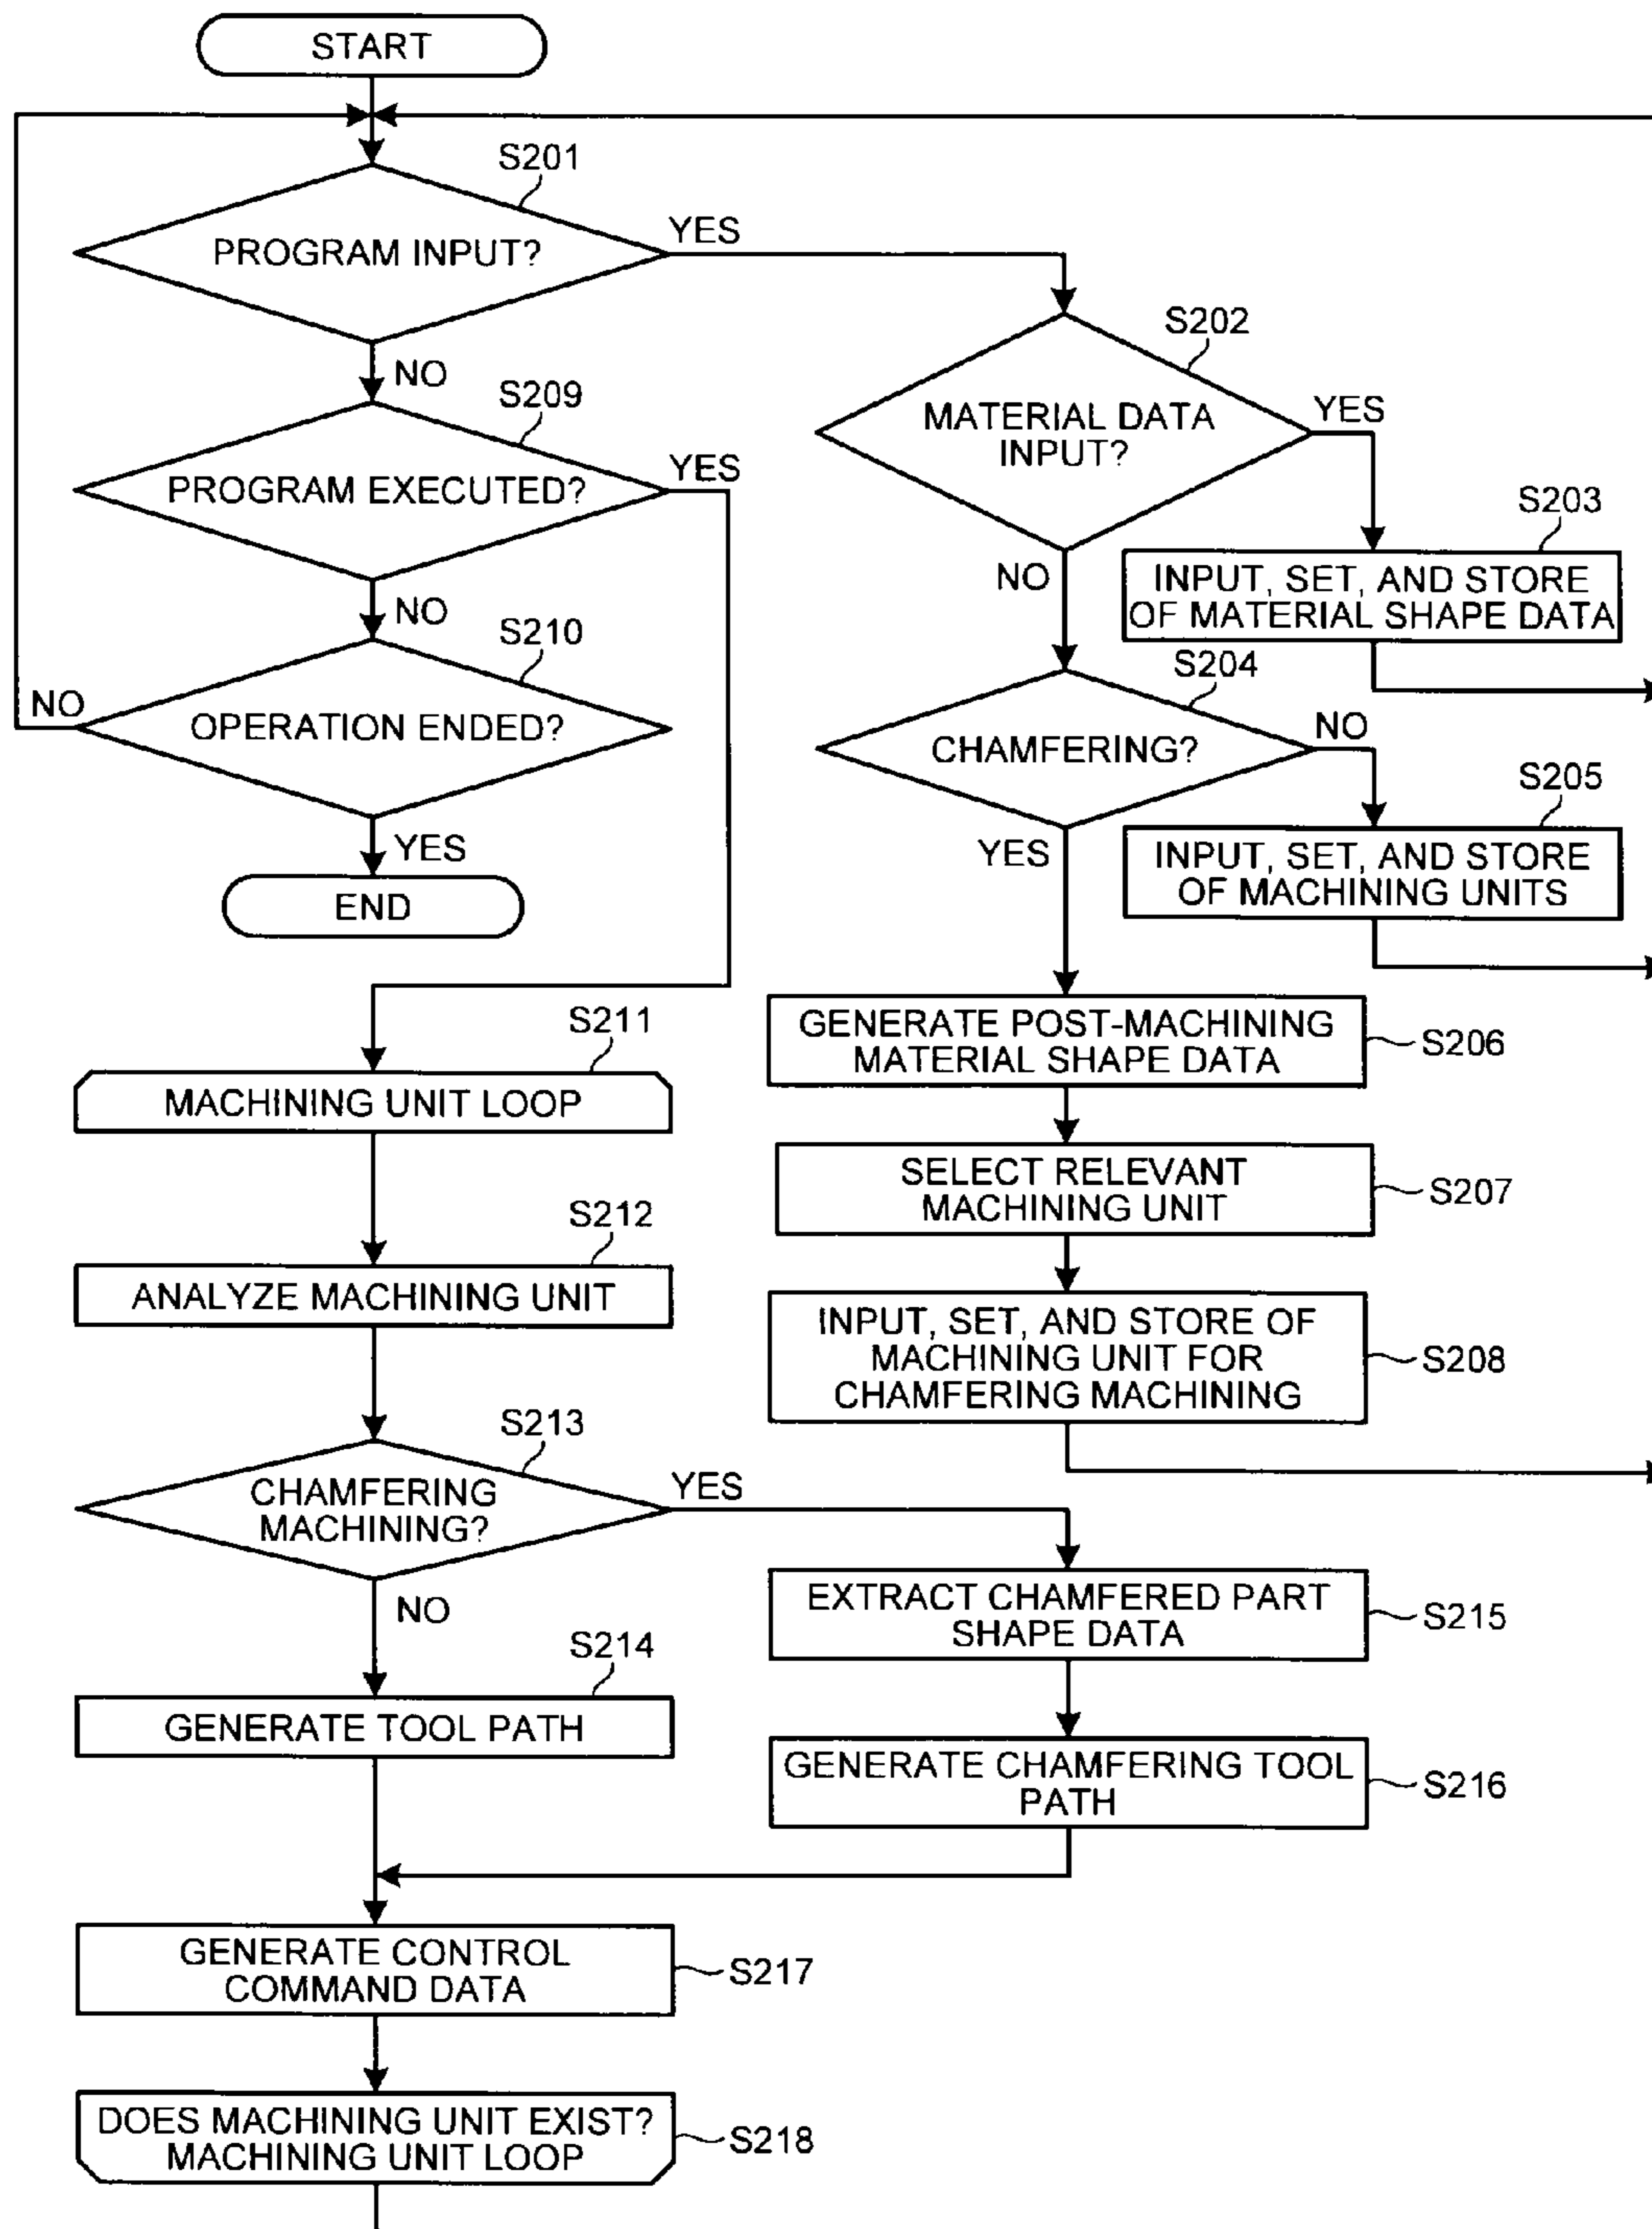 START
S201
PROGRAM INPUT?
YES
NO
S202
MATERIAL DATA
INPUT?
YES
NO
S203
INPUT, SET, AND STORE
OF MATERIAL SHAPE DATA
S209
PROGRAM EXECUTED?
YES
NO
S204
CHAMFERING?
NO
YES
S205
INPUT, SET, AND STORE
OF MACHINING UNITS
S210
OPERATION ENDED?
NO
YES
END
GENERATE POST-MACHINING
MATERIAL SHAPE DATA
S206
SELECT RELEVANT
MACHINING UNIT
S207
INPUT, SET, AND STORE OF
MACHINING UNIT FOR
CHAMFERING MACHINING
S208
S211
MACHINING UNIT LOOP
S212
ANALYZE MACHINING UNIT
S213
CHAMFERING
MACHINING?
YES
NO
S214
GENERATE TOOL PATH
EXTRACT CHAMFERED PART
SHAPE DATA
S215
GENERATE CHAMFERING TOOL
PATH
S216
GENERATE CONTROL
COMMAND DATA
S217
DOES MACHINING UNIT EXIST?
MACHINING UNIT LOOP
S218